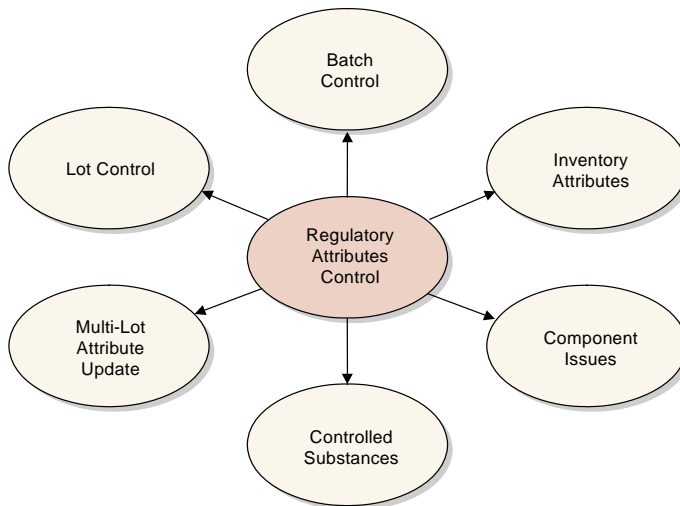 Batch
Control
Lot Control
Inventory
Attributes
Regulatory
Attributes
Control
Multi-Lot
Attribute
Update
Component
Issues
Controlled
Substances